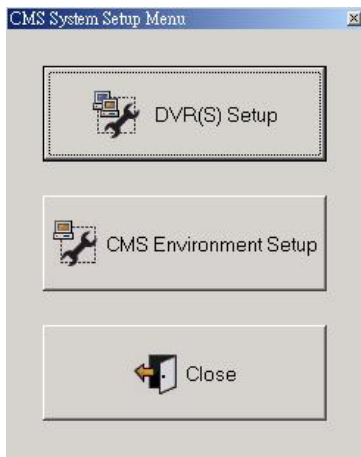 CMS System Setup Menu
DVR(S) Setup
CMS Environment Setup
Close